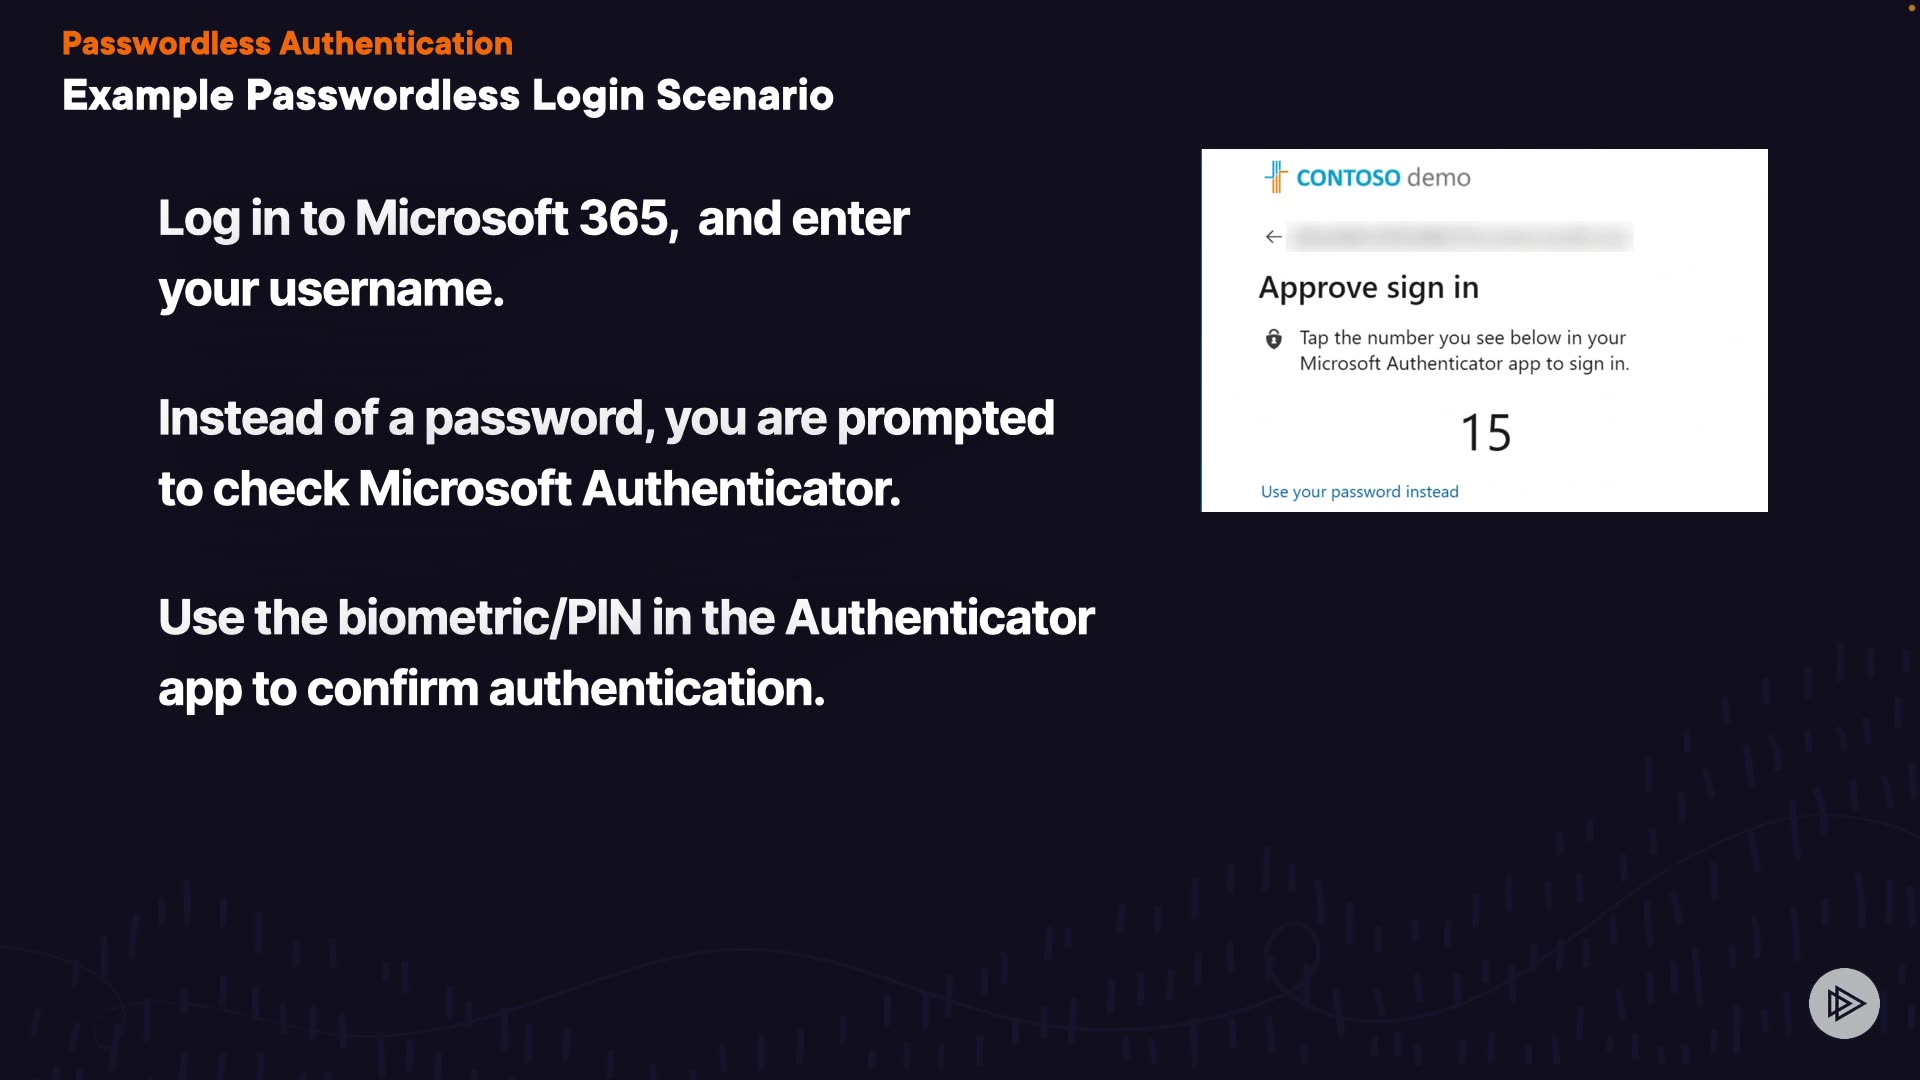 Passwordless Authentication
Example Passwordless Login Scenario
Log in to Microsoft 365, and enter
your username.
Instead of a password, you are prompted
to check Microsoft Authenticator.
Use the biometric/PIN in the Authenticator
app to confirm authentication.
CONTOSO demo
Approve sign in
Tap the number you see below in your
Microsoft Authenticator app to sign in.
15
Use your password instead